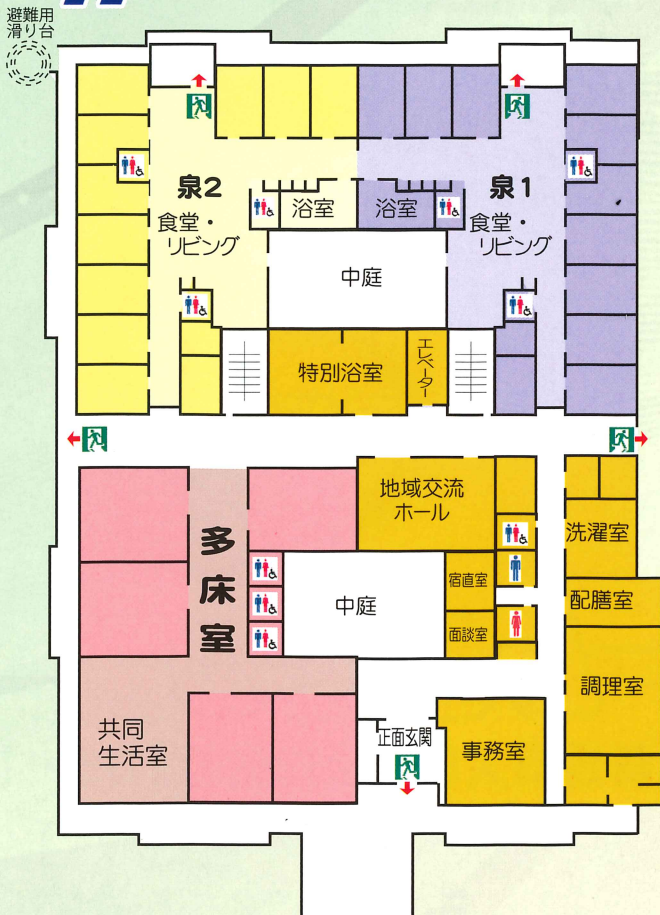 避難用
滑り台
泉2
食堂・
リビング
浴室
浴室
泉1
食堂・
リビング
中庭
特別浴室
エレベーター
地域交流
ホール
洗濯室
多床室
中庭
宿直室
配膳室
面談室
調理室
共同
生活室
正面玄関
事務室